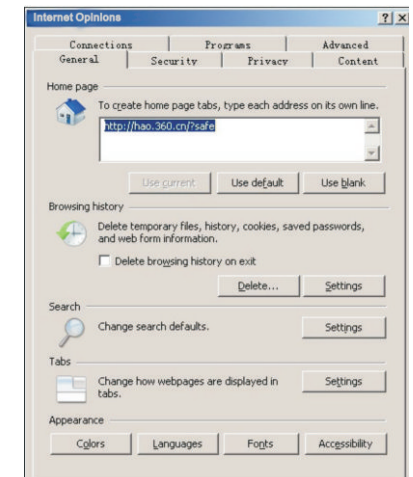 Internet Opinions
Connections Programs Advanced
General Security Privacy Content
Home page
To create home page tabs, type each address on its own line.
http://hao.360.cn/?safe
Use current Use default Use blank
Browsing history
Delete temporary files, history, cookies, saved passwords,
and web form information.
Delete browsing history on exit
Delete... Settings
Search
Change search defaults.
Settings
Tabs
Change how webpages are displayed in
tabs.
Settings
Appearance
Colors Languages Fonts Accessibility